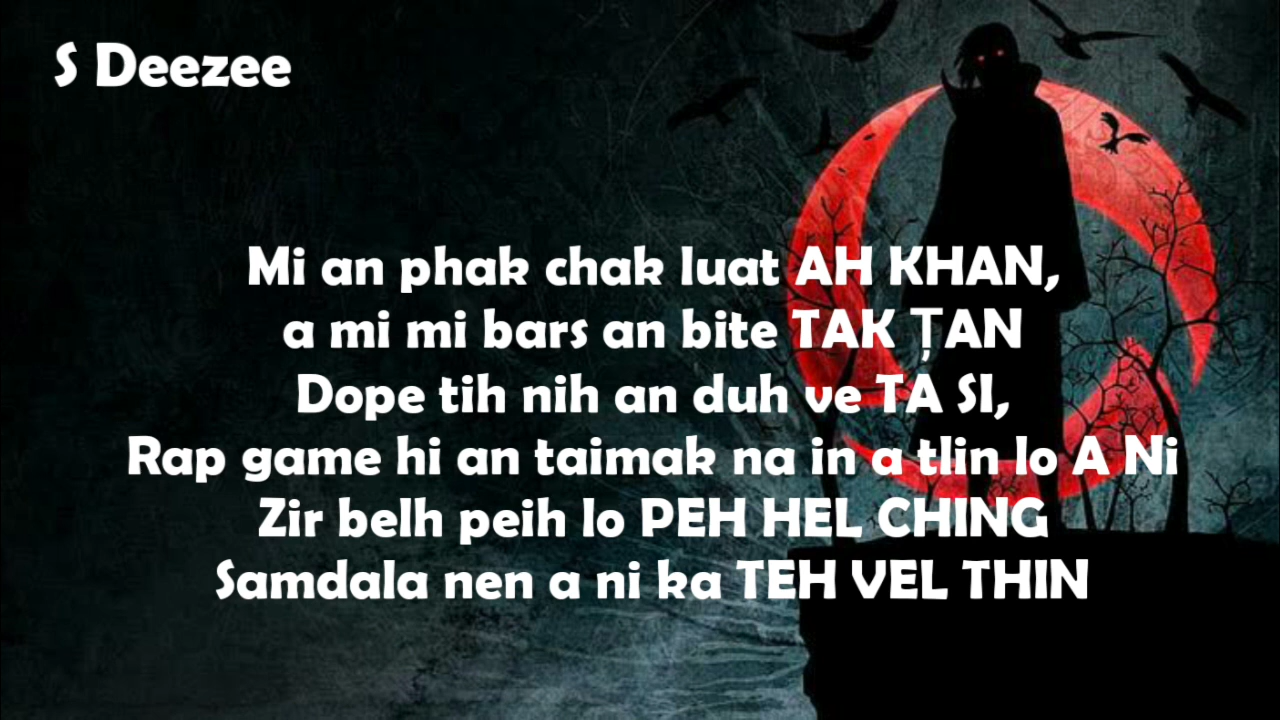 S Deezee
Mi an phak chak luat AH KHAN,
a mi mi bars an bite TAK ṬAN
Dope tih nih an duh ve TÁ SI,
Rap game hi an taimak na in a tlin lo A Ni
Zir belh peih lo PEH HEL CHING
Samdala nen a ni ka TEH VEL THIN